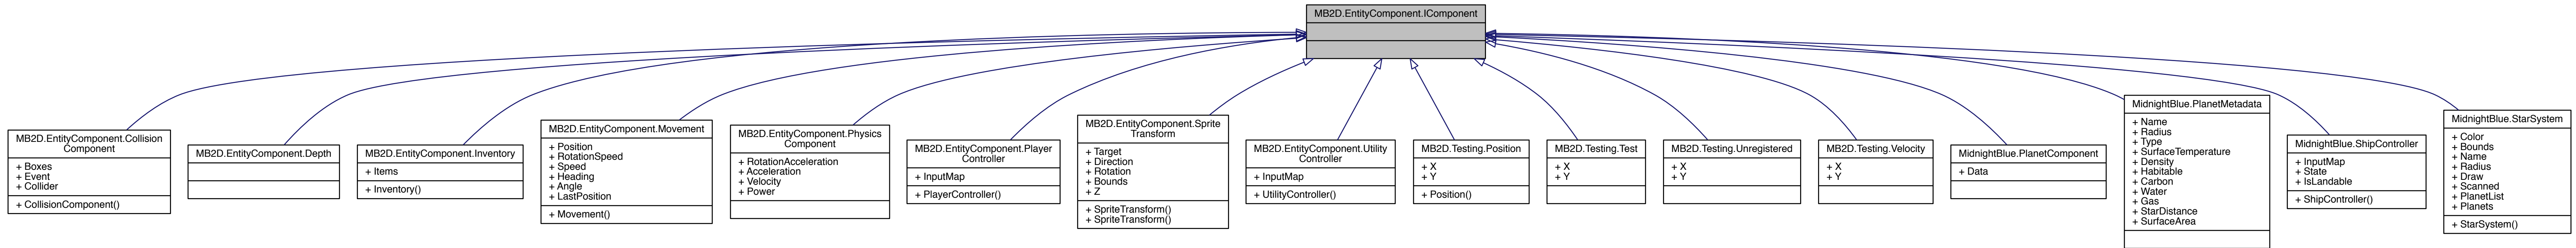 MB2D.EntityComponent.IComponent
MB2D.EntityComponent.Collision
Component
+ Boxes
+ Event
+ Collider
+ CollisionComponent()
MB2D.EntityComponent.Depth
MB2D.EntityComponent.Inventory
+ Items
+ Inventory()
MB2D.EntityComponent.Movement
+ Position
+ RotationSpeed
+ Speed
+ Heading
+ Angle
+ LastPosition
+ Movement()
MB2D.EntityComponent.Physics
Component
+ RotationAcceleration
+ Acceleration
+ Velocity
+ Power
MB2D.EntityComponent.Player
Controller
+ InputMap
+ PlayerController()
MB2D.EntityComponent.Sprite
Transform
+ Target
+ Direction
+ Rotation
+ Bounds
+ Z
+ SpriteTransform()
+ SpriteTransform()
MB2D.EntityComponent.Utility
Controller
+ InputMap
+ UtilityController()
MB2D.Testing.Position
+ X
+ Y
+ Position()
MB2D.Testing.Test
+ X
+ Y
MB2D.Testing.Unregistered
+ X
+ Y
MB2D.Testing.Velocity
+ X
+ Y
MidnightBlue.PlanetComponent
+ Data
MidnightBlue.PlanetMetadata
+ Name
+ Radius
+ Type
+ SurfaceTemperature
+ Density
+ Habitable
+ Carbon
+ Water
+ Gas
+ StarDistance
+ SurfaceArea
MidnightBlue.ShipController
+ InputMap
+ State
+ IsLandable
+ ShipController()
MidnightBlue.StarSystem
+ Color
+ Bounds
+ Name
+ Radius
+ Draw
+ Scanned
+ PlanetList
+ Planets
+ StarSystem()